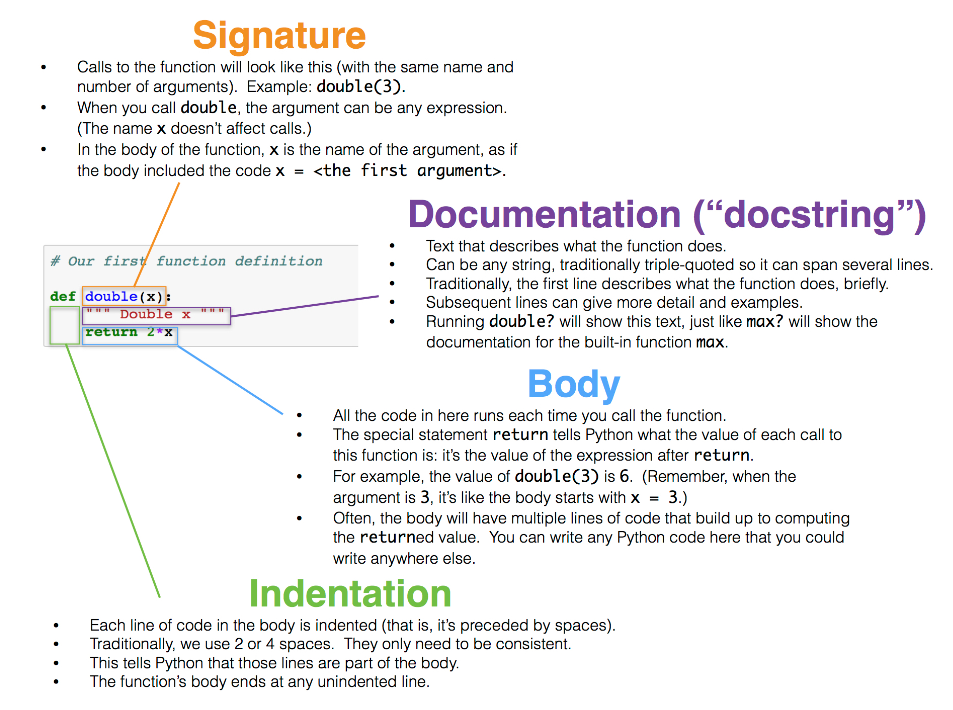 Signature
• Calls to the function will look like this (with the same name and
number of arguments). Example: double(3).
• When you call double, the argument can be any expression.
(The name x doesn’t affect calls.)
• In the body of the function, x is the name of the argument, as if
the body included the code x = <the first argument>.
Documentation (“docstring”)
• Text that describes what the function does.
• Can be any string, traditionally triple-quoted so it can span several lines.
• Traditionally, the first line describes what the function does, briefly.
• Subsequent lines can give more detail and examples.
• Running double? will show this text, just like max? will show the
documentation for the built-in function max.
# Our first function definition
def double(x):
""" Double x """
return 2*x
Body
• All the code in here runs each time you call the function.
• The special statement return tells Python what the value of each call to
this function is: it’s the value of the expression after return.
• For example, the value of double(3) is 6. (Remember, when the
argument is 3, it’s like the body starts with x = 3.)
• Often, the body will have multiple lines of code that build up to computing
the returned value. You can write any Python code here that you could
write anywhere else.
Indentation
• Each line of code in the body is indented (that is, it’s preceded by spaces).
• Traditionally, we use 2 or 4 spaces. They only need to be consistent.
• This tells Python that those lines are part of the body.
• The function’s body ends at any unindented line.